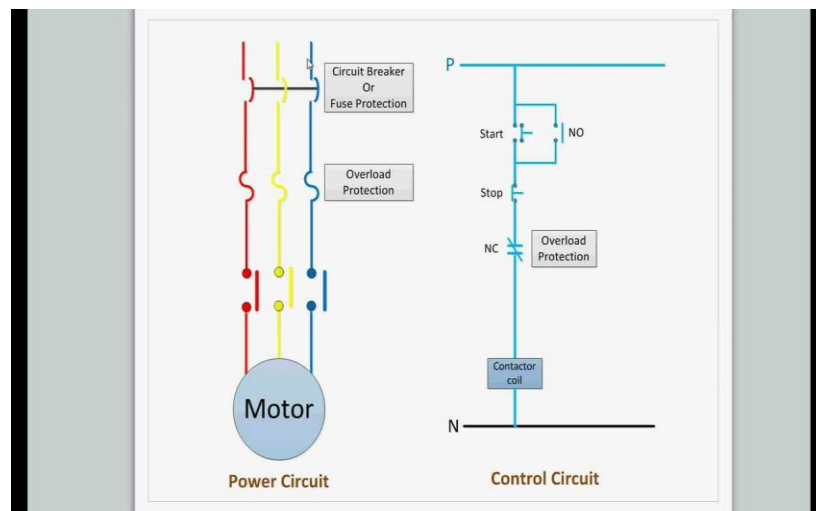 Circuit Breaker
Or
Fuse Protection
Overload
Protection
Motor
Power Circuit
P
Start
NO
Stop
NC
Overload
Protection
Contactor
coil
N
Control Circuit